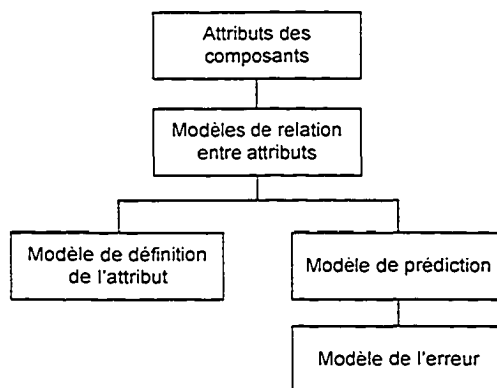 Attributs des
composants
Modèles de relation
entre attributs
Modèle de définition
de l'attribut
Modèle de prédiction
Modèle de l'erreur